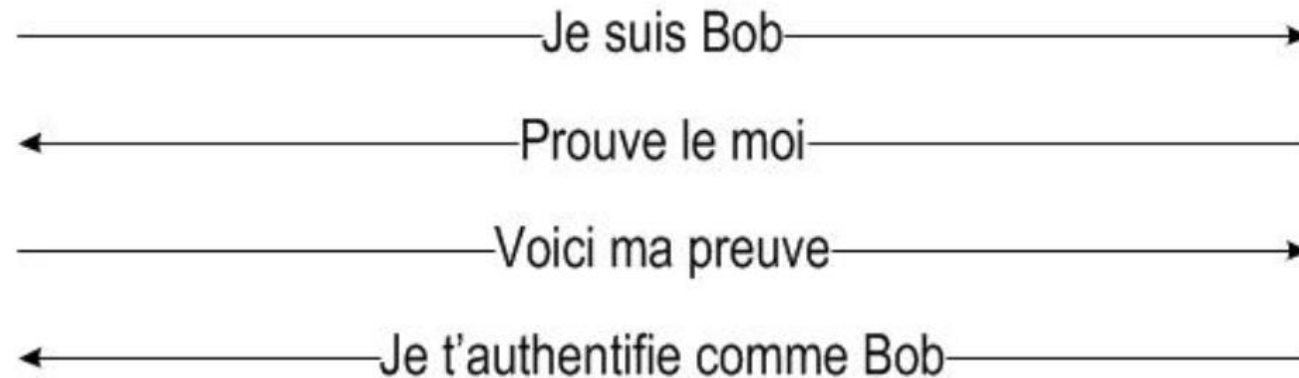 Je suis Bob
Prouve le moi
Voici ma preuve
Je t'authentifie comme Bob